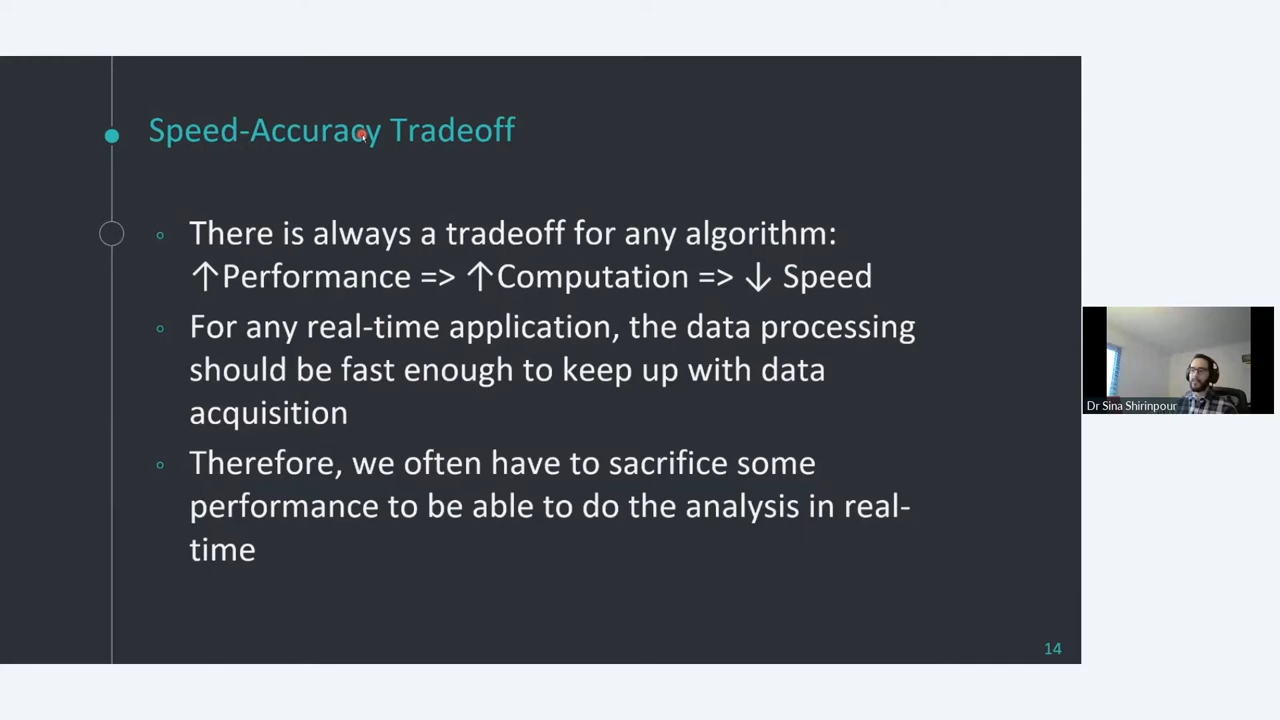 Speed-Accuracy Tradeoff
◦ There is always a tradeoff for any algorithm:
↑Performance => ↑Computation => ↓ Speed
◦ For any real-time application, the data processing
should be fast enough to keep up with data
acquisition
◦ Therefore, we often have to sacrifice some
performance to be able to do the analysis in real-
time
14
Dr Sina Shirinpour